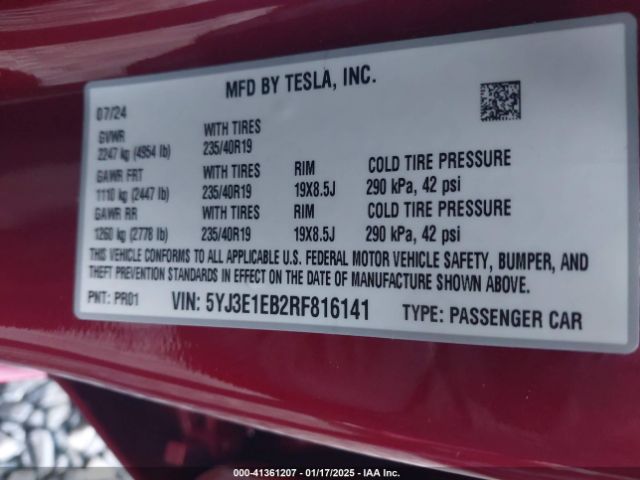 MFD BY TESLA, INC.
07/24
GVWR WITH TIRES
2247 kg (4954 lb) 235/40R19
GAWR FRT WITH TIRES RIM COLD TIRE PRESSURE
1110 kg (2447 lb) 235/40R19 19X8.5J 290 kPa, 42 psi
GAWR RR WITH TIRES RIM COLD TIRE PRESSURE
1260 kg (2778 lb) 235/40R19 19X8.5J 290 kPa, 42 psi
THIS VEHICLE CONFORMS TO ALL APPLICABLE U.S. FEDERAL MOTOR VEHICLE SAFETY, BUMPER, AND
THEFT PREVENTION STANDARDS IN EFFECT ON THE DATE OF MANUFACTURE SHOWN ABOVE.
PNT: PR01 VIN: 5YJ3E1EB2RF816141 TYPE: PASSENGER CAR
000-41361207 - 01/17/2025 - IAA Inc.